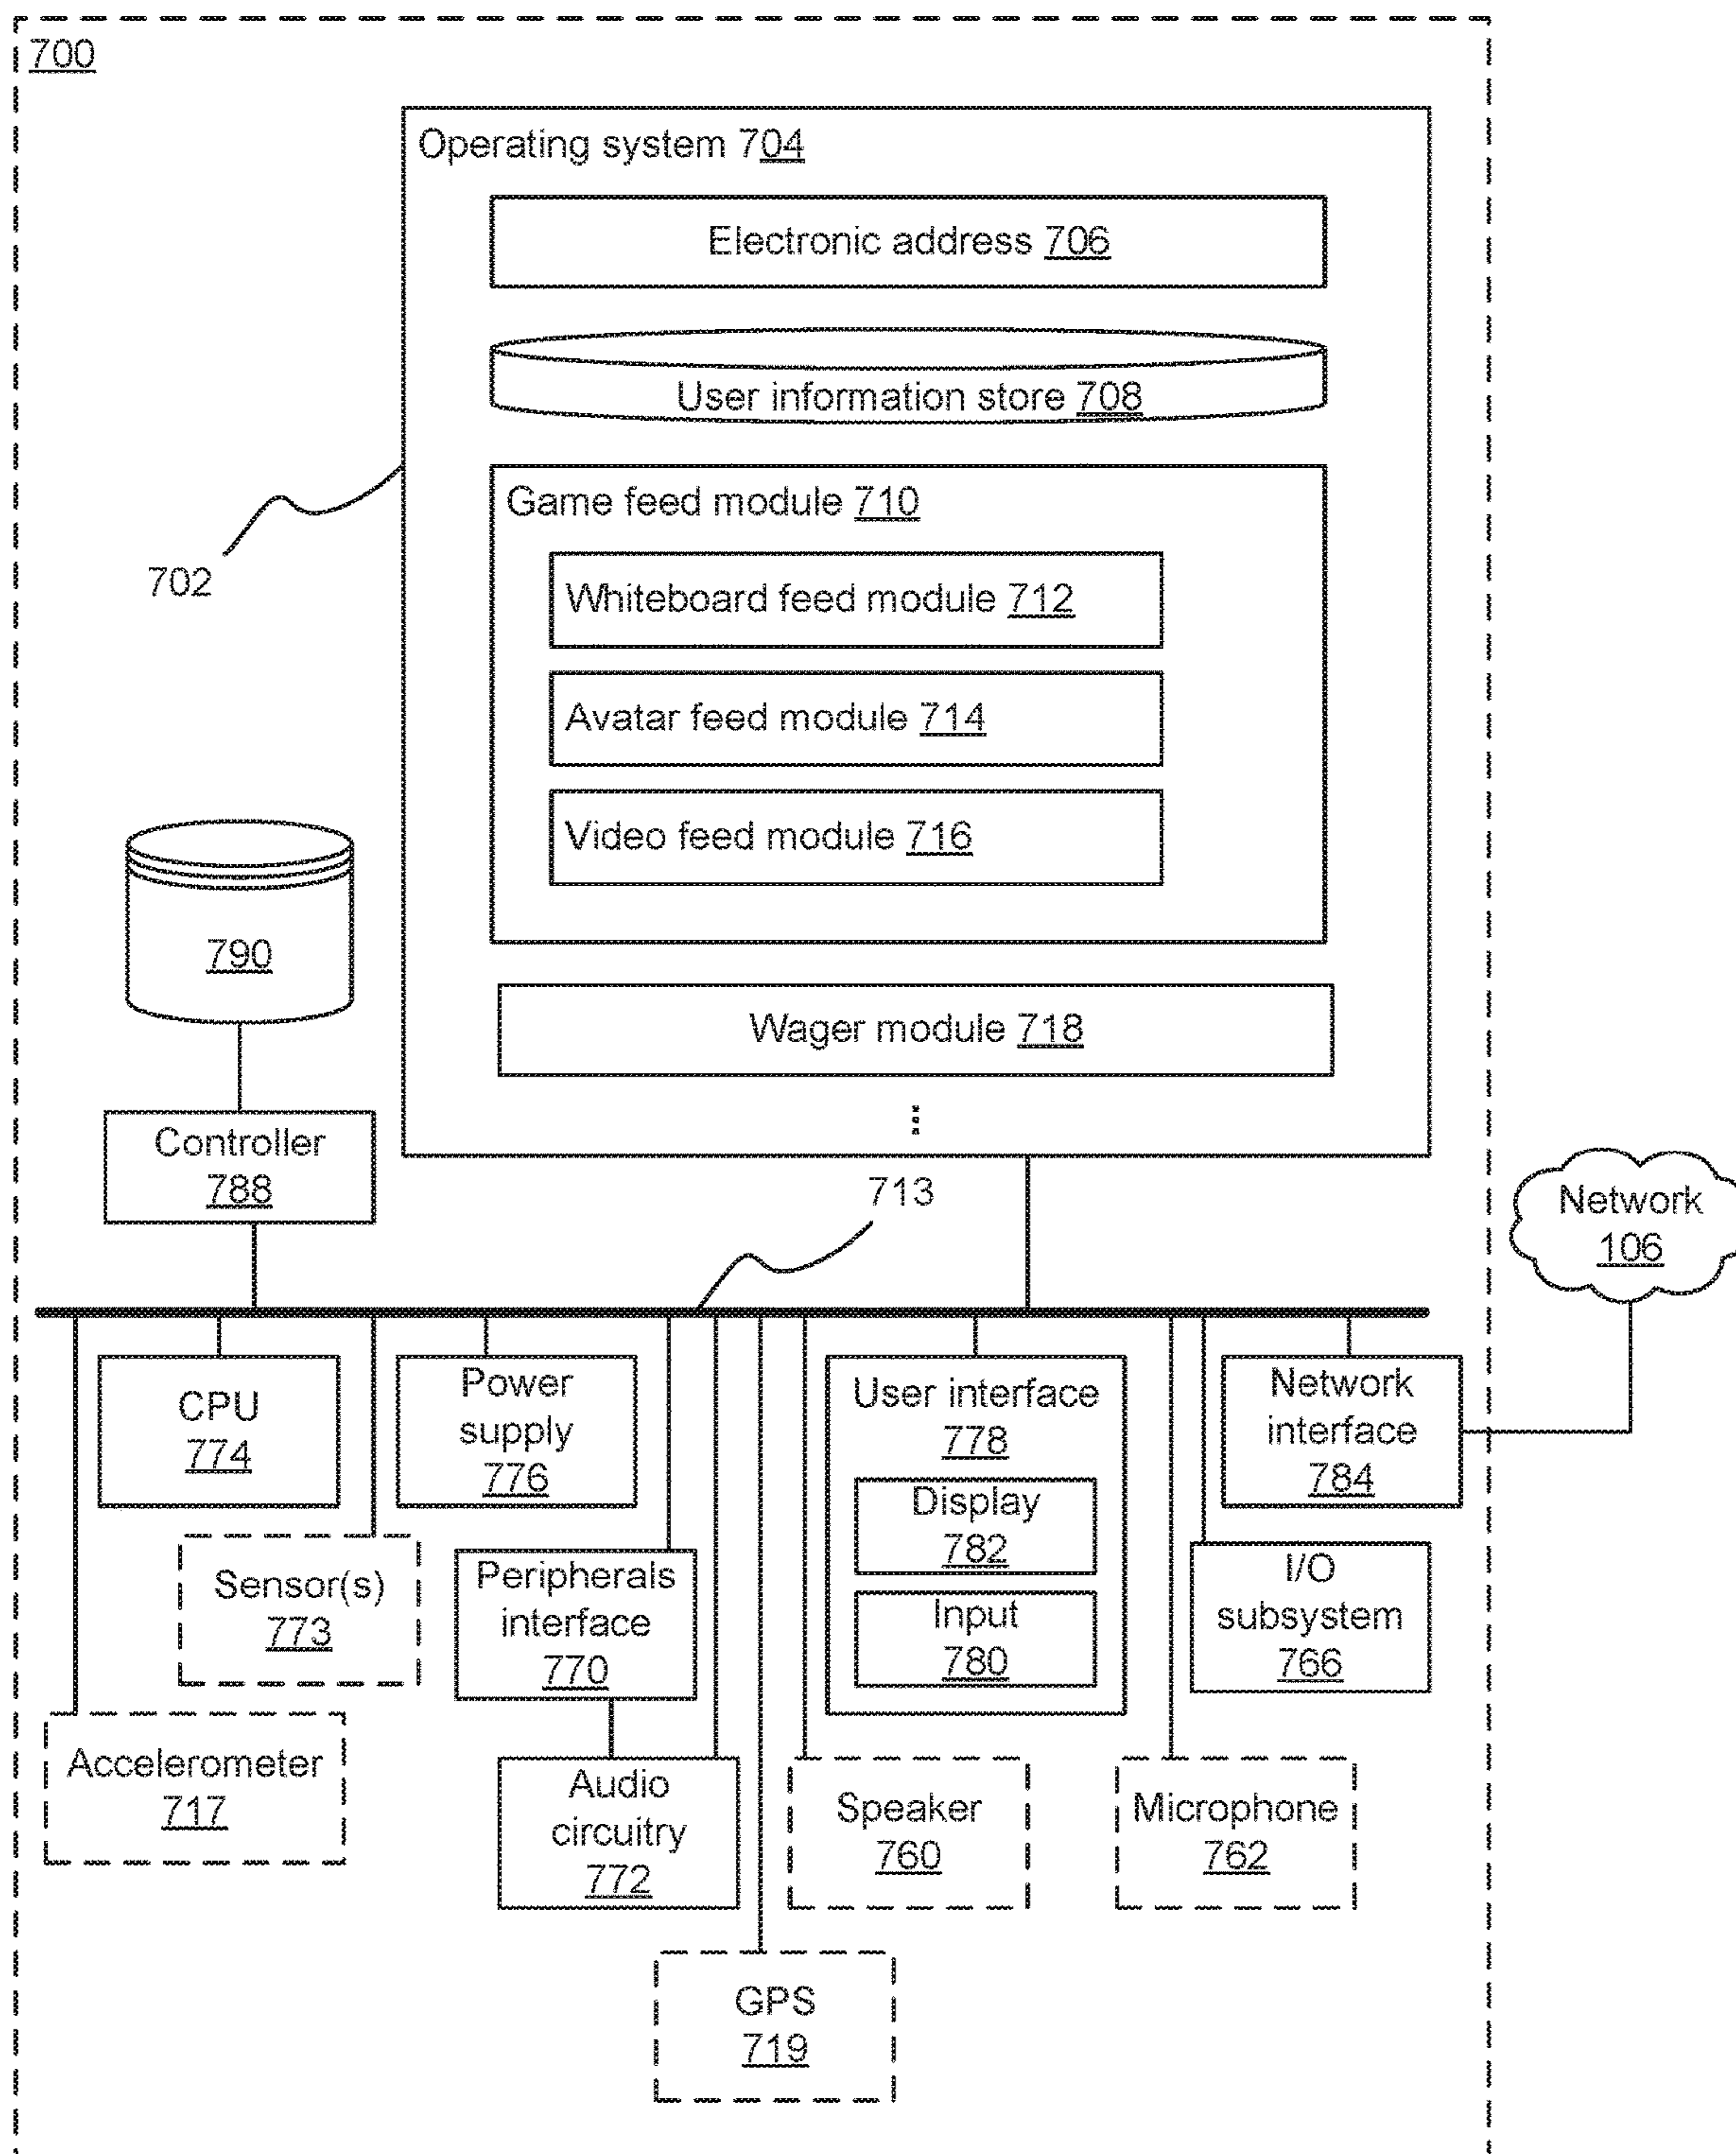 700
Operating system 704
Electronic address 706
User information store 708
702
Game feed module 710
Whiteboard feed module 712
Avatar feed module 714
Video feed module 716
790
Wager module 718
...
Controller
788
713
Network
106
CPU
774
Power
supply
776
User interface
778
Display
782
Input
780
Network
interface
784
Sensor(s)
773
Peripherals
interface
770
I/O
subsystem
766
Accelerometer
717
Audio
circuitry
772
Speaker
760
Microphone
762
GPS
719